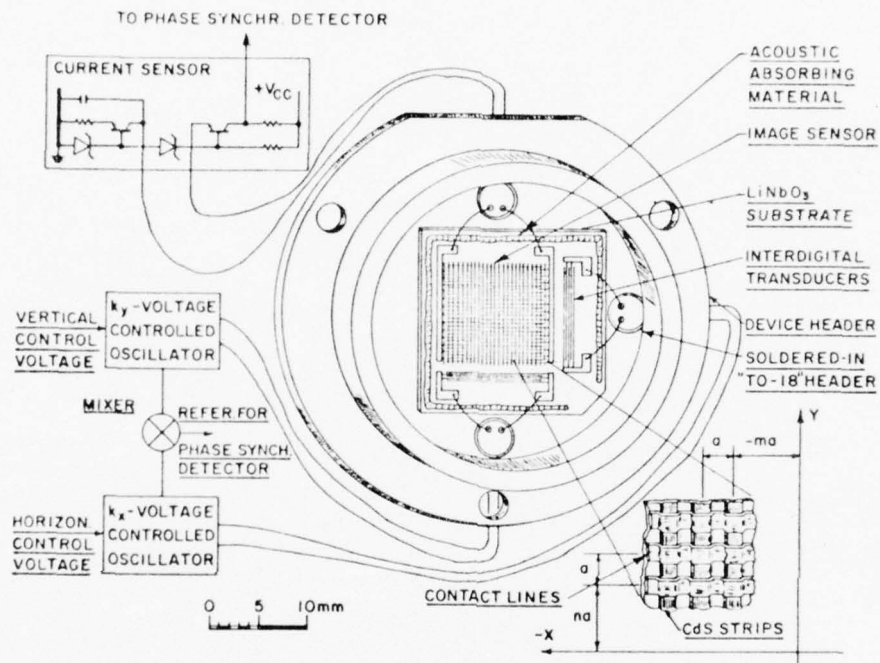 TO PHASE SYNCHR. DETECTOR
CURRENT SENSOR
+VCC
ACOUSTIC
ABSORBING
MATERIAL
IMAGE SENSOR
LiNbO3
SUBSTRATE
INTERDIGITAL
TRANSDUCERS
DEVICE HEADER
SOLDERED-IN
"TO-18" HEADER
VERTICAL
CONTROL
VOLTAGE
ky-VOLTAGE
CONTROLLED
OSCILLATOR
MIXER
REFER. FOR
PHASE SYNCH.
DETECTOR
HORIZON.
CONTROL
VOLTAGE
kx-VOLTAGE
CONTROLLED
OSCILLATOR
0 5 10mm
Y
a
-ma
a
na
CONTACT LINES
CdS STRIPS
-X